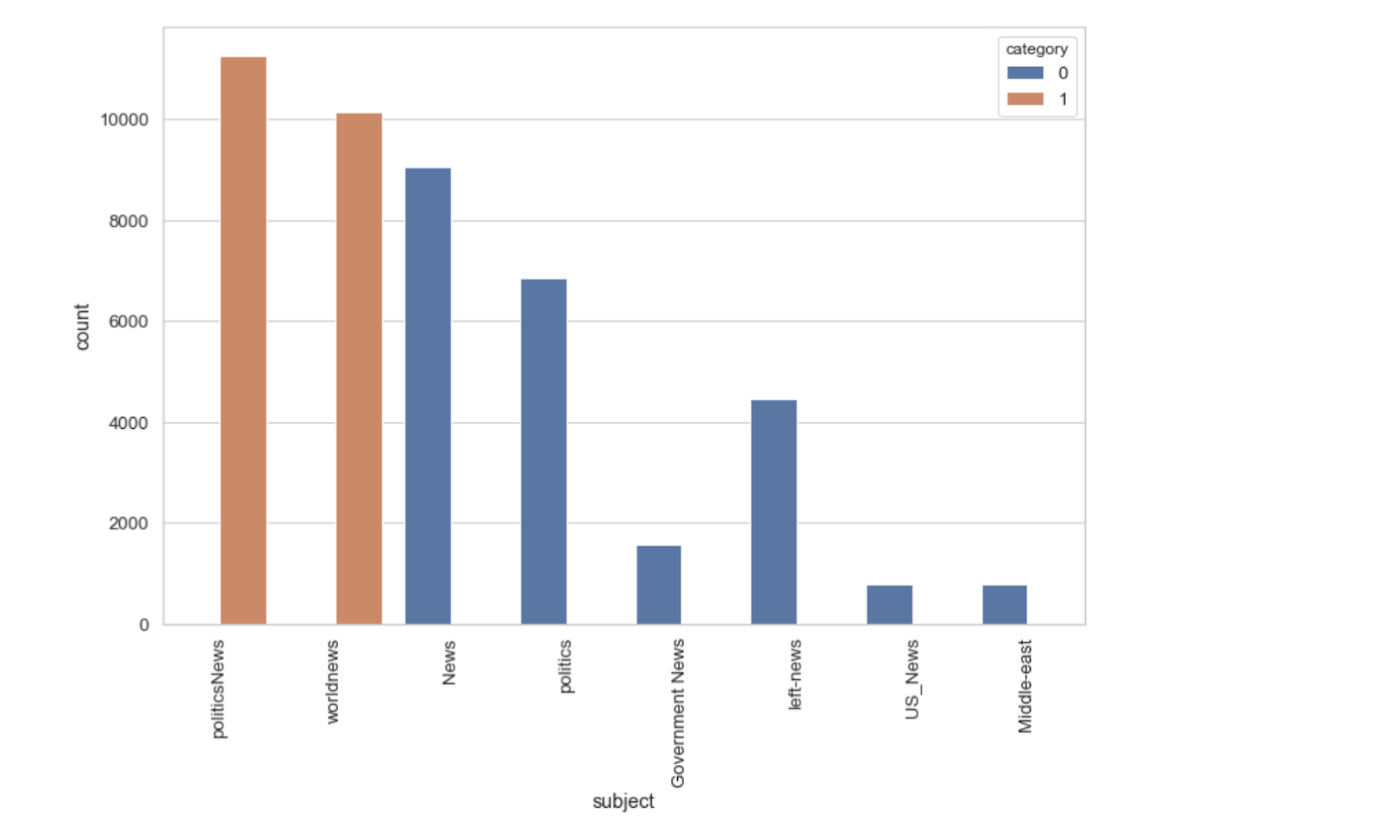 category
0
1
10000
8000
6000
4000
2000
0
count
politicsNews
worldnews
News
politics
Government News
left-news
US_News
Middle-east
subject